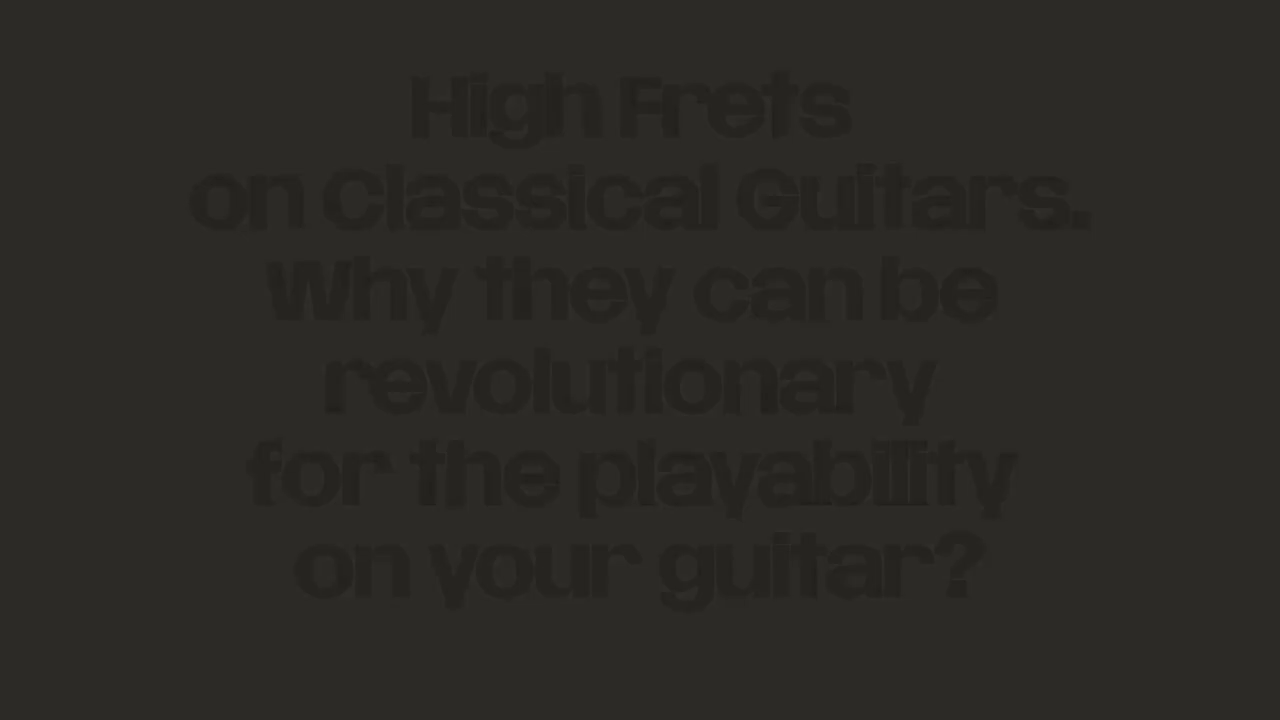 High Frets
on Classical Guitars.
Why they can be
revolutionary
for the playability
on your guitar?